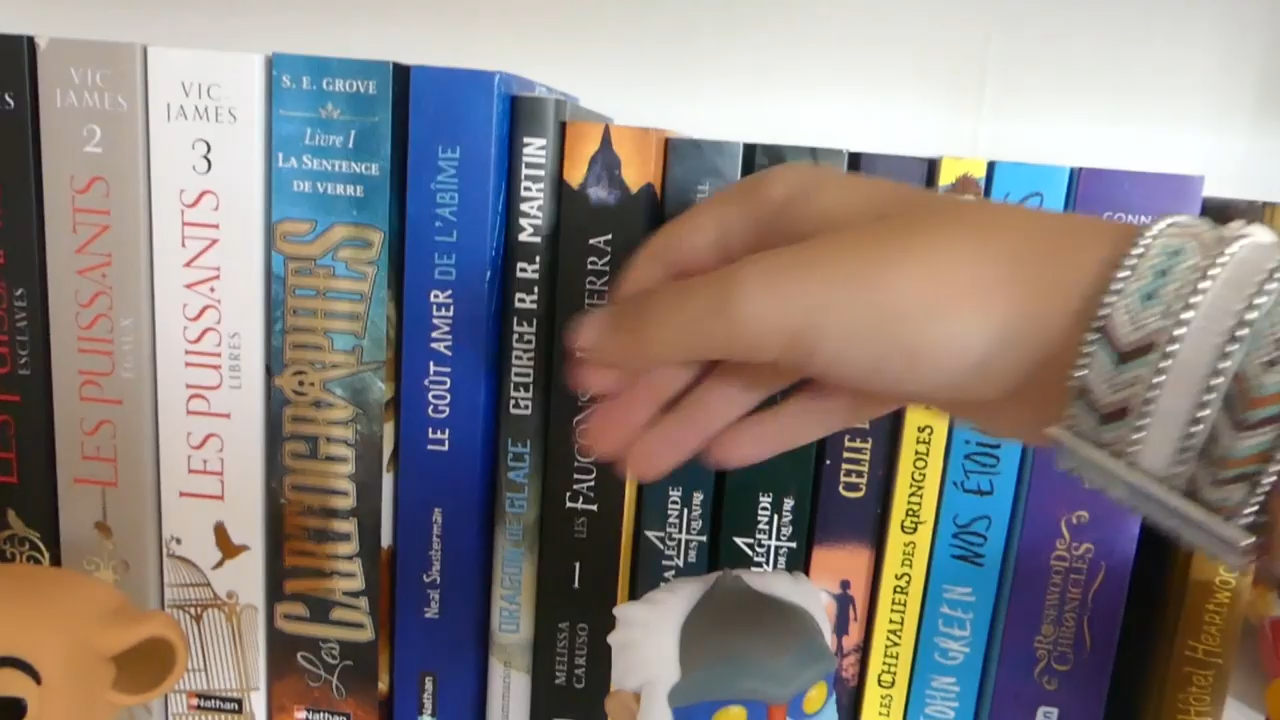 ESCLAVES
VIC
JAMES
2
LES PUISSANTS
ÉGAUX
VIC
JAMES
3
LES PUISSANTS
LIBRES
Nathan
S. E. GROVE
Livre I
LA SENTENCE
DE VERRE
Les CARTOGRAPHES
Nathan
LE GOÛT AMER DE L'ABÎME
Neal Shusterman
Nathan
GEORGE R. R. MARTIN
DRAGON DE GLACE
LES FAUCONS
1
MELISSA
CARUSO
LA LÉGENDE
DES QUATRE
LA LÉGENDE
DES QUATRE
CELLE
LES CHEVALIERS DES GRINGOLES
JOHN GREEN
NOS
ROSEWOOD
CHRONICLES
Hôtel